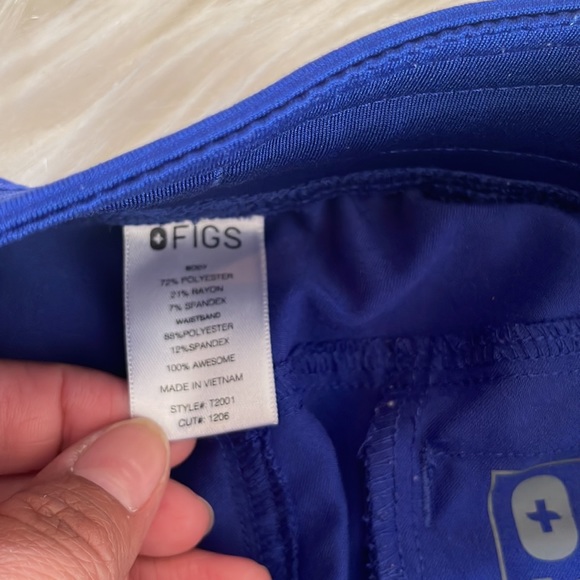 FIGS
BODY
72% POLYESTER
21% RAYON
7% SPANDEX
WAISTBAND
88%POLYESTER
12%SPANDEX
100% AWESOME
MADE IN VIETNAM
STYLE#: T2001
CUT#: 1206